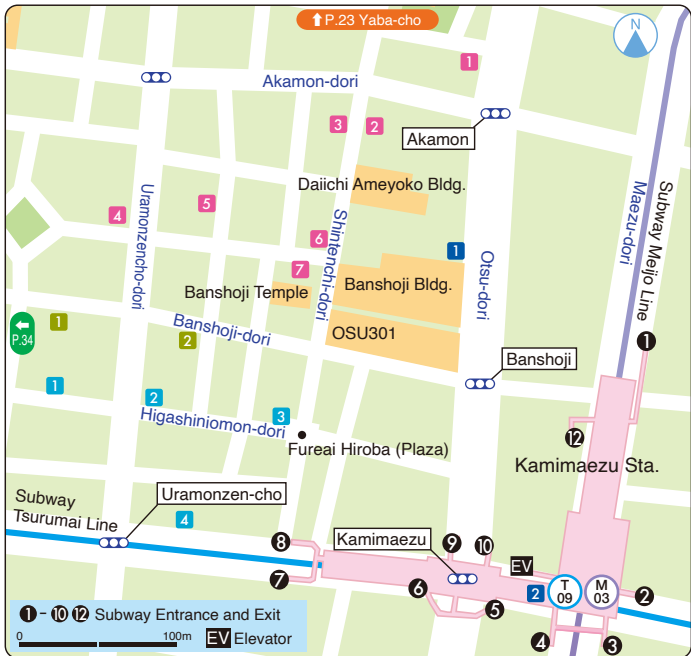 ↑P.23 Yaba-cho
N
1
Akamon-dori
3
2
Akamon
Daiichi Ameyoko Bldg.
Maezu-dori
Subway Meijo Line
Uramonzencho-dori
4
5
Shintenchi-dori
6
1
Otsu-dori
7
Banshoji Bldg.
Banshoji Temple
← P.34
1
Banshoji-dori
2
OSU301
1
Banshoji
1
2
3
12
Higashiniomon-dori
Fureai Hiroba (Plaza)
Kamimaezu Sta.
Subway
Tsurumai Line
Uramonzen-cho
4
8
Kamimaezu
9
10
EV
7
6
5
2
T
09
M
03
2
4
3
1 - 10 12 Subway Entrance and Exit
0 100m
EV Elevator